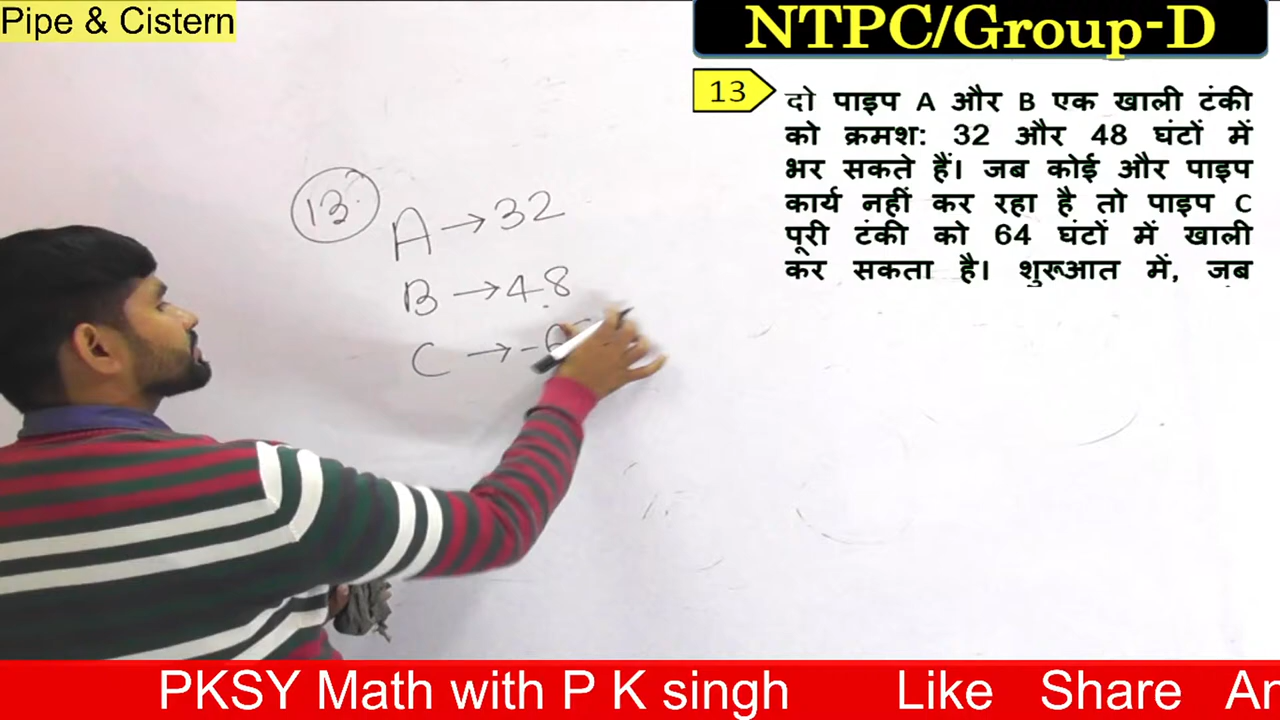 Pipe & Cistern
NTPC/Group-D
13
दो पाइप A और B एक खाली टंकी
को क्रमश: 32 और 48 घंटों में
भर सकते हैं। जब कोई और पाइप
कार्य नहीं कर रहा है तो पाइप C
पूरी टंकी को 64 घंटों में खाली
कर सकता है। शुरूआत में, जब
13
A → 32
B → 48
C → -
PKSY Math with P K singh Like Share An